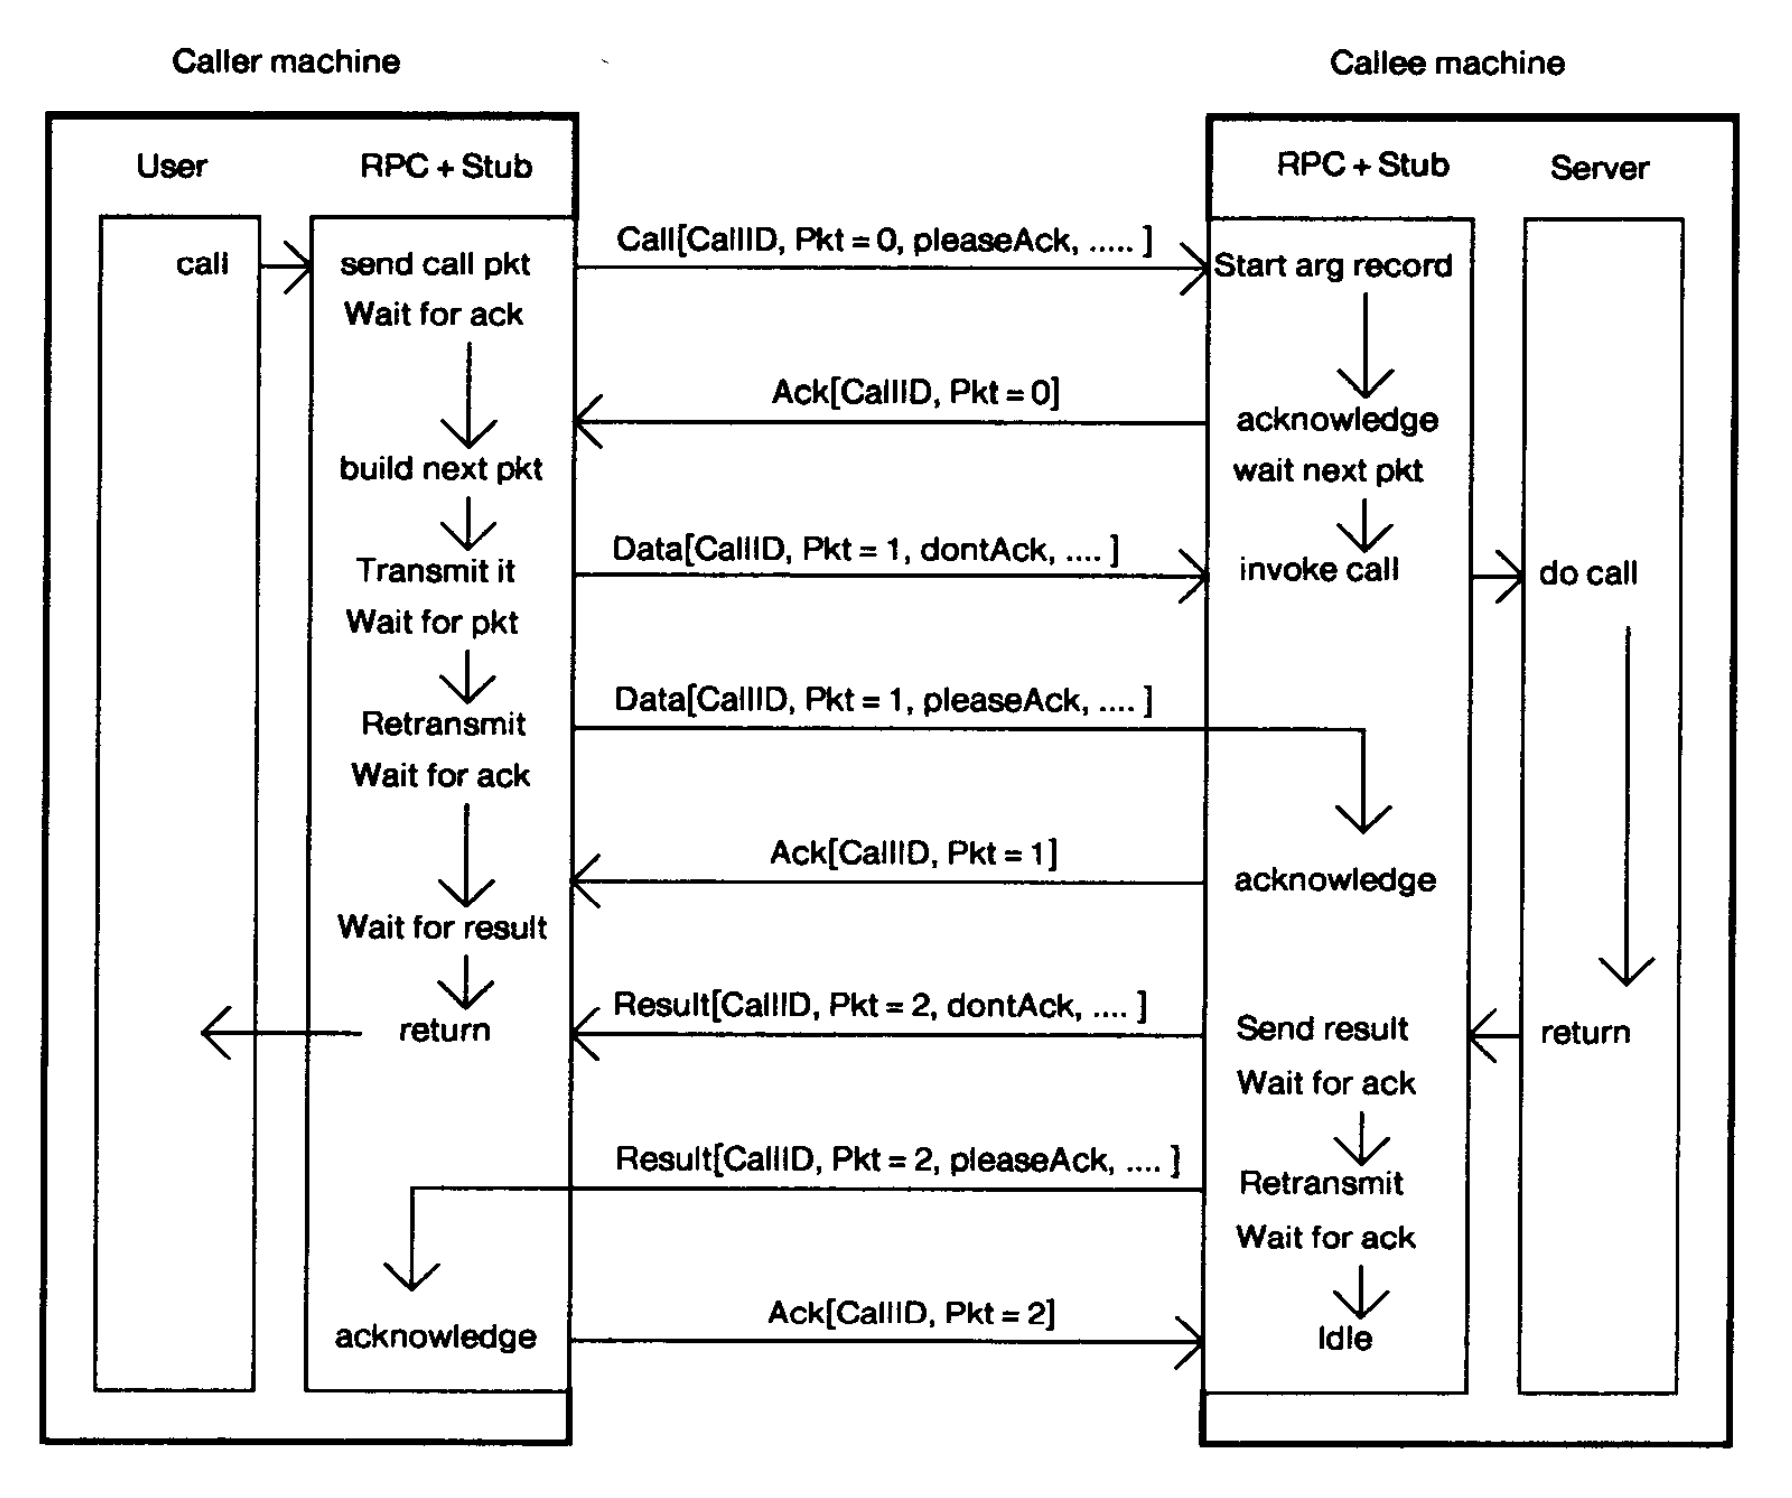 Caller machine
Callee machine
User
RPC + Stub
RPC + Stub
Server
call
send call pkt
Call[CallID, Pkt = 0, pleaseAck, ..... ]
Start arg record
Wait for ack
Ack[CallID, Pkt = 0]
acknowledge
build next pkt
wait next pkt
Transmit it
Data[CallID, Pkt = 1, dontAck, .... ]
invoke call
do call
Wait for pkt
Retransmit
Data[CallID, Pkt = 1, pleaseAck, .... ]
Wait for ack
Ack[CallID, Pkt = 1]
acknowledge
Wait for result
return
Result[CallID, Pkt = 2, dontAck, .... ]
Send result
return
Wait for ack
Result[CallID, Pkt = 2, pleaseAck, .... ]
Retransmit
Wait for ack
acknowledge
Ack[CallID, Pkt = 2]
Idle